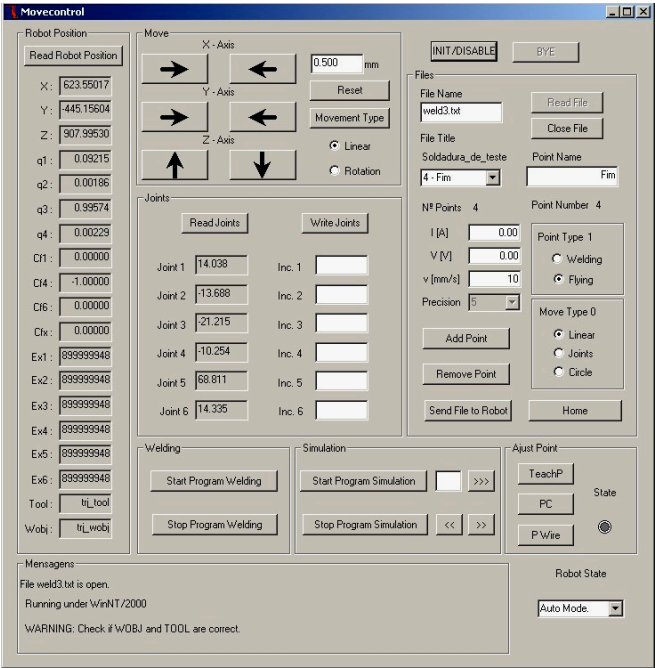 Movecontrol
Robot Position
Read Robot Position
X: 623.55017
Y: -445.15604
Z: 907.99530
q1: 0.09215
q2: 0.00186
q3: 0.99574
q4: 0.00229
Cf1: 0.00000
Cf4: -1.00000
Cf6: 0.00000
Cfx: 0.00000
Ex1: 899999948
Ex2: 899999948
Ex3: 899999948
Ex4: 899999948
Ex5: 899999948
Ex6: 899999948
Tool: trj_tool
Wobj: trj_wobj
Move
X - Axis
Y - Axis
Z - Axis
0.500 mm
Reset
Movement Type
Linear
Rotation
Joints
Read Joints Write Joints
Joint 1 14.038 Inc. 1
Joint 2 -13.688 Inc. 2
Joint 3 -21.215 Inc. 3
Joint 4 -10.254 Inc. 4
Joint 5 68.811 Inc. 5
Joint 6 14.335 Inc. 6
INIT/DISABLE BYE
Files
File Name
weld3.txt
Read File
Close File
File Title
Soldadura_de_teste
4 - Fim
Point Name
Fim
Nº Points 4
Point Number 4
I [A] 0.00
V [V] 0.00
v [mm/s] 10
Precision 5
Point Type 1
Welding
Flying
Move Type 0
Linear
Joints
Circle
Add Point
Remove Point
Send File to Robot Home
Welding
Start Program Welding
Stop Program Welding
Simulation
Start Program Simulation >>>
Stop Program Simulation << >>
Ajust Point
TeachP
PC
P Wire
State
Mensagens
File weld3.txt is open.
Running under WinNT/2000
WARNING: Check if WOBJ and TOOL are correct.
Robot State
Auto Mode.